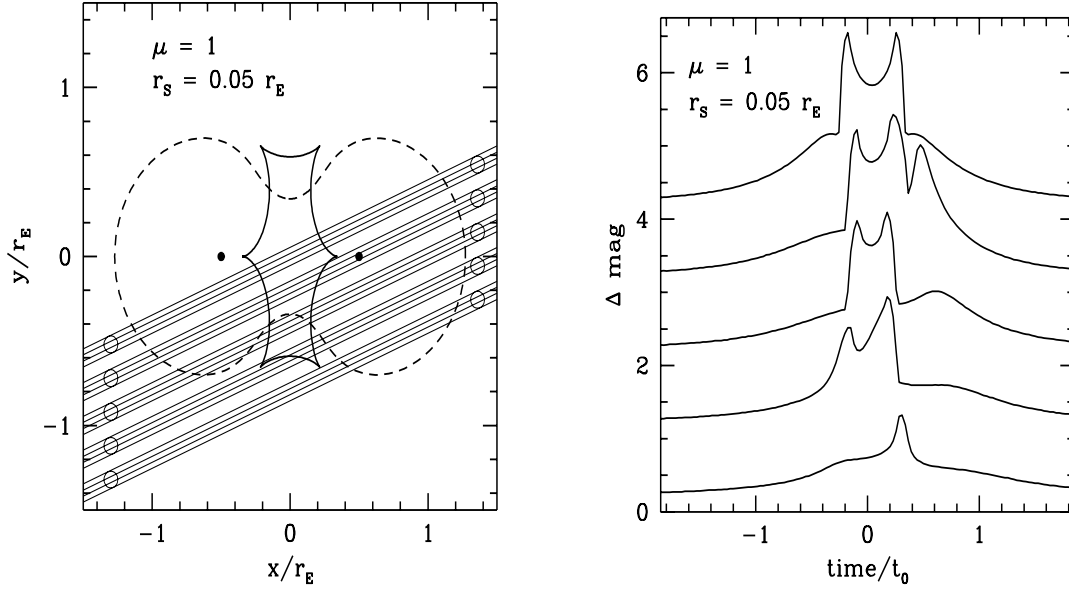 μ = 1
r_S = 0.05 r_E
1
0
−1
−1 0 1
y/r_E
x/r_E
μ = 1
r_S = 0.05 r_E
6
4
2
0
−1 0 1
Δ mag
time/t_0